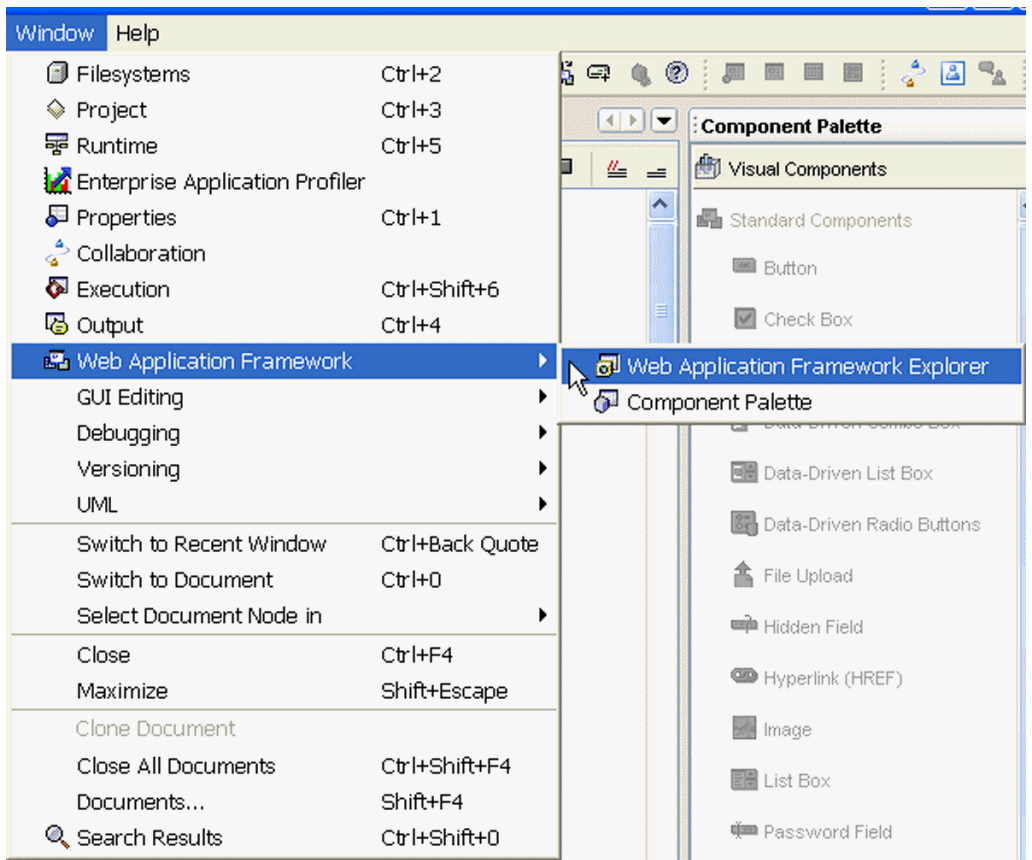 Window Help
Filesystems Ctrl+2
Project Ctrl+3
Runtime Ctrl+5
Enterprise Application Profiler
Properties Ctrl+1
Collaboration
Execution Ctrl+Shift+6
Output Ctrl+4
Web Application Framework
GUI Editing
Debugging
Versioning
UML
Switch to Recent Window Ctrl+Back Quote
Switch to Document Ctrl+0
Select Document Node in
Close Ctrl+F4
Maximize Shift+Escape
Clone Document
Close All Documents Ctrl+Shift+F4
Documents... Shift+F4
Search Results Ctrl+Shift+0
Web Application Framework Explorer
Component Palette
Component Palette
Visual Components
Standard Components
Button
Check Box
Data-Driven Combo Box
Data-Driven List Box
Data-Driven Radio Buttons
File Upload
Hidden Field
Hyperlink (HREF)
Image
List Box
Password Field